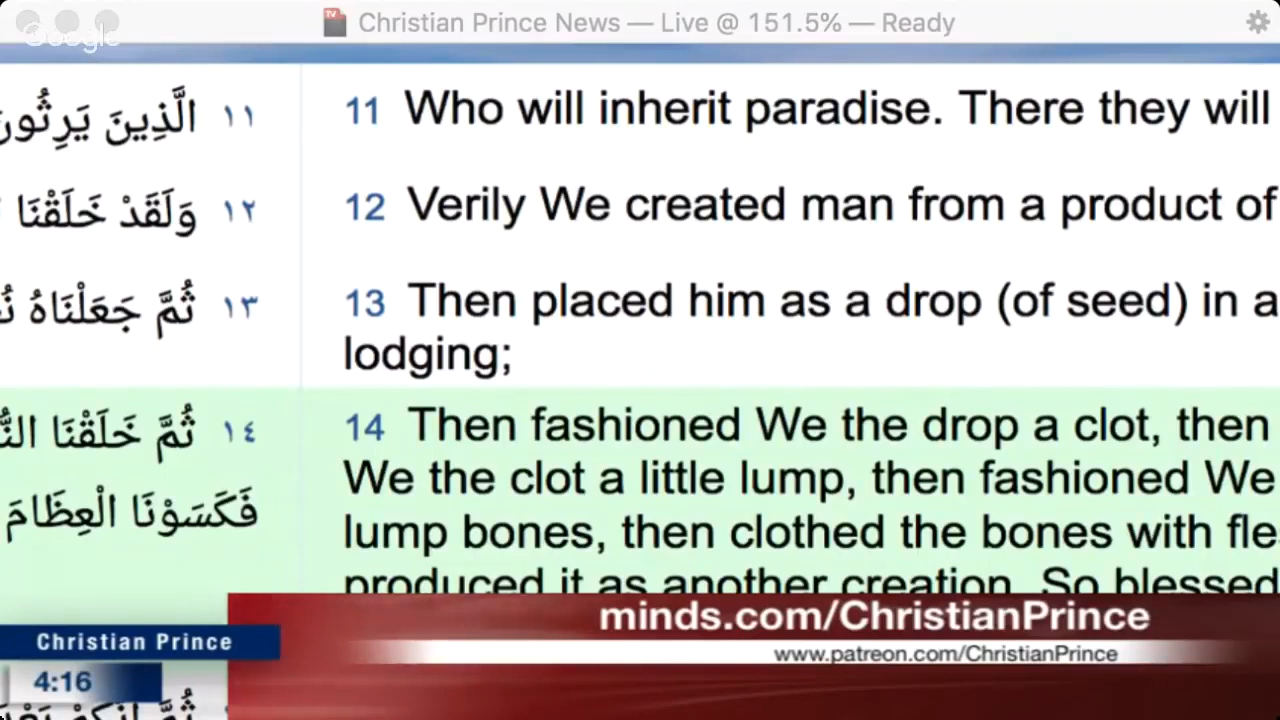 Christian Prince News — Live @ 151.5% — Ready
Google
11 Who will inherit paradise. There they will
١١ الَّذِينَ يَرِثُونَ
12 Verily We created man from a product of
١٢ وَلَقَدْ خَلَقْنَا
13 Then placed him as a drop (of seed) in a
lodging;
١٣ ثُمَّ جَعَلْنَاهُ
14 Then fashioned We the drop a clot, then
We the clot a little lump, then fashioned We
lump bones, then clothed the bones with fle
produced it as another creation. So blessed
١٤ ثُمَّ خَلَقْنَا
فَكَسَوْنَا الْعِظَامَ
minds.com/ChristianPrince
www.patreon.com/ChristianPrince
Christian Prince
4:16